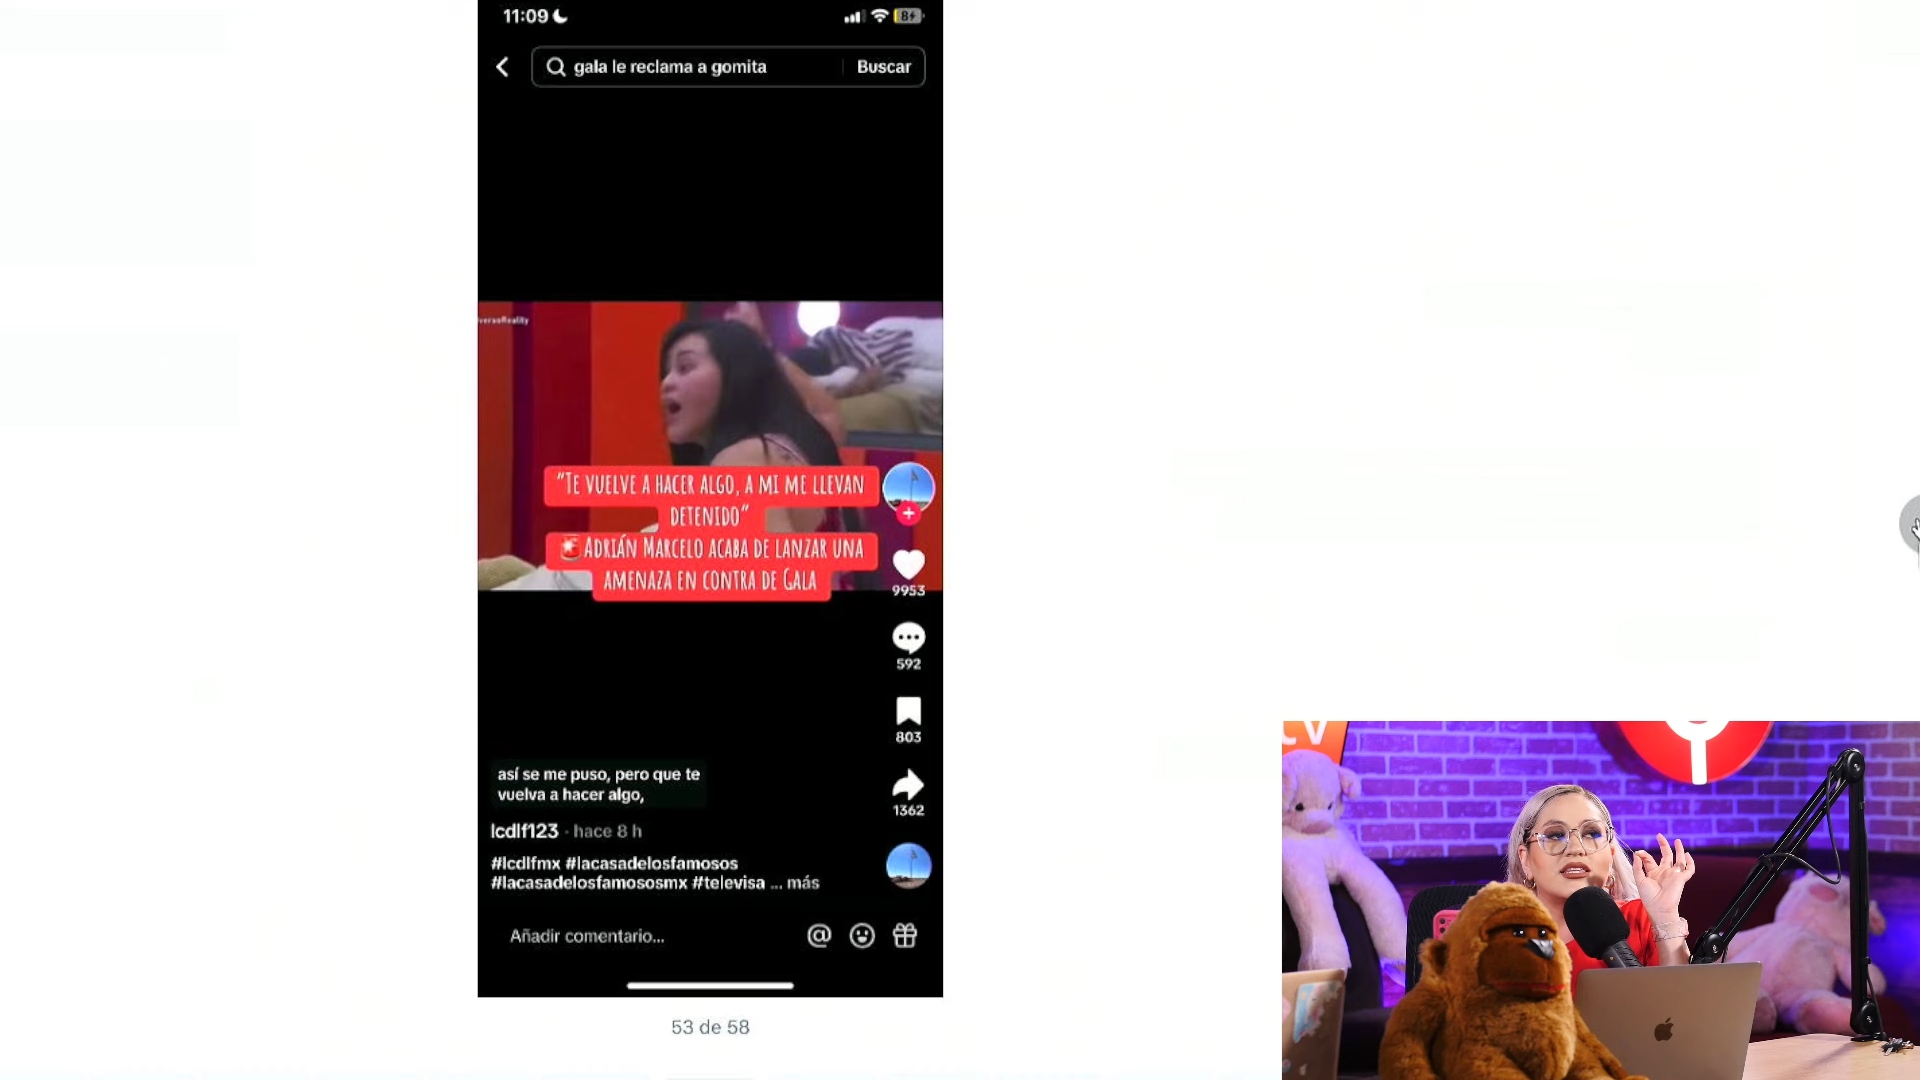 11:09
8
gala le reclama a gomita
Buscar
"TE VUELVE A HACER ALGO, A MI ME LLEVAN
DETENIDO"
ADRIÁN MARCELO ACABA DE LANZAR UNA
AMENAZA EN CONTRA DE GALA
9953
592
803
1362
así se me puso, pero que te
vuelva a hacer algo,
lcdlf123 · hace 8 h
#lcdlfmx #lacasadelosfamosos
#lacasadelosfamososmx #televisa ... más
Añadir comentario...
53 de 58
tv